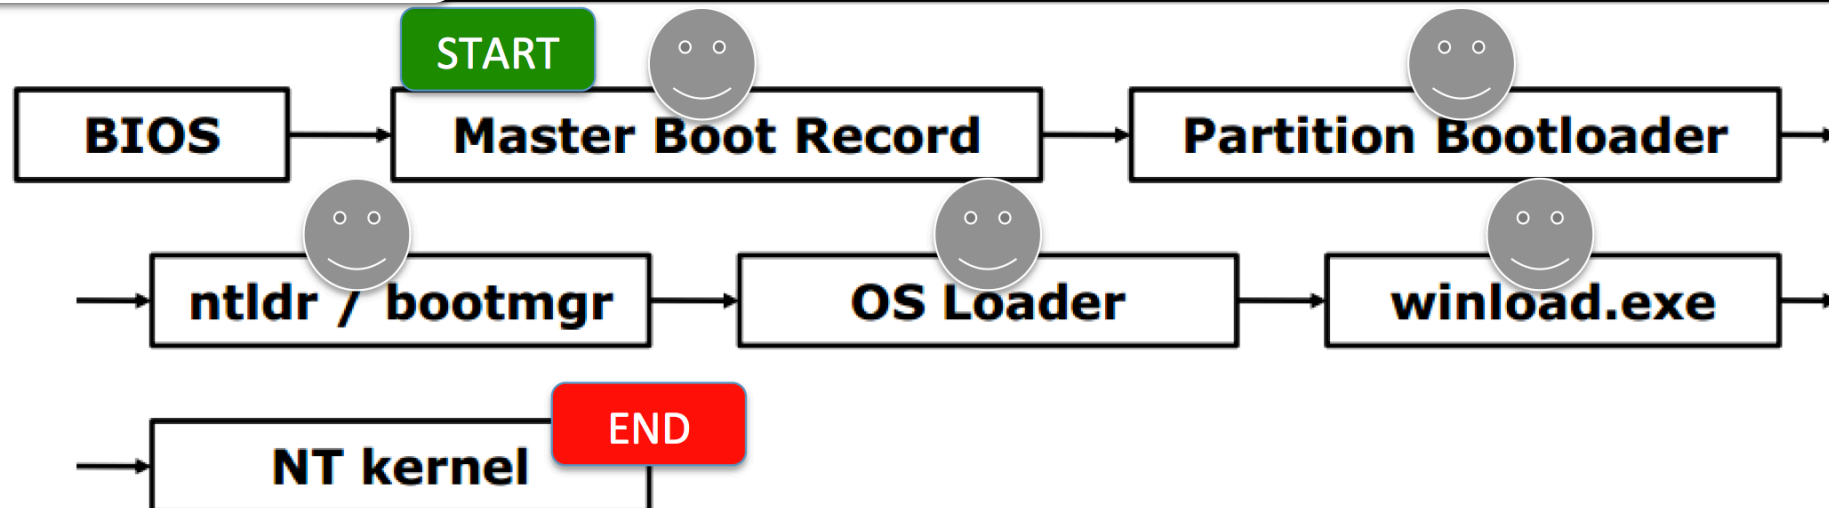 START
BIOS
Master Boot Record
Partition Bootloader
ntldr / bootmgr
OS Loader
winload.exe
END
NT kernel